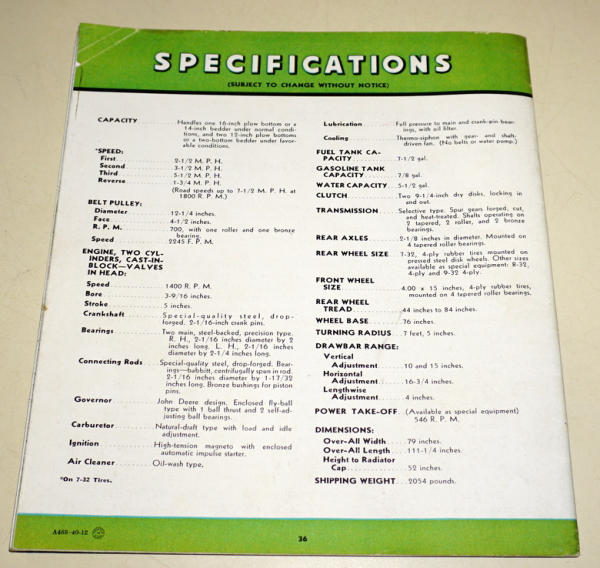 SPECIFICATIONS
(SUBJECT TO CHANGE WITHOUT NOTICE)
CAPACITY ........ Handles one 16-inch plow bottom or a
14-inch bedder under normal condi-
tions, and two 12-inch plow bottoms
or a two-bottom bedder under favor-
able conditions.
*SPEED:
First ........ 2-1/2 M. P. H.
Second ........ 3-1/2 M. P. H.
Third ........ 5-1/2 M. P. H.
Reverse ........ 1-3/4 M. P. H.
(Road speeds up to 7-1/2 M. P. H. at
1800 R. P. M.)
BELT PULLEY:
Diameter ........ 12-1/4 inches.
Face ........ 4-1/2 inches.
R. P. M. ........ 700, with one roller and one bronze
bearing.
Speed ........ 2245 F. P. M.
ENGINE, TWO CYL-
INDERS, CAST-IN-
BLOCK—VALVES
IN HEAD:
Speed ........ 1400 R. P. M.
Bore ........ 3-9/16 inches.
Stroke ........ 5 inches.
Crankshaft ........ Special-quality steel, drop-
forged. 2-1/16-inch crank pins.
Bearings ........ Two main, steel-backed, precision type.
R. H., 2-1/16 inches diameter by 2
inches long. L. H., 2-1/16 inches
diameter by 2-1/4 inches long.
Connecting Rods ........ Special-quality steel, drop-forged. Bear-
ings—babbitt, centrifugally spun in rod.
2-1/16 inches diameter by 1-17/32
inches long. Bronze bushings for piston
pins.
Governor ........ John Deere design. Enclosed fly-ball
type with 1 ball thrust and 2 self-ad-
justing ball bearings.
Carburetor ........ Natural-draft type with load and idle
adjustment.
Ignition ........ High-tension magneto with enclosed
automatic impulse starter.
Air Cleaner ........ Oil-wash type.
*On 7-32 Tires.
Lubrication ........ Full pressure to main and crank-pin bear-
ings, with oil filter.
Cooling ........ Thermo-siphon with gear- and shaft-
driven fan. (No belts or water pump.)
FUEL TANK CA-
PACITY ........ 7-1/2 gal.
GASOLINE TANK
CAPACITY ........ 7/8 gal.
WATER CAPACITY ........ 5-1/2 gal.
CLUTCH ........ Two 9-1/4-inch dry disks, locking in
and out.
TRANSMISSION ........ Selective type. Spur gears forged, cut,
and heat-treated. Shafts operating on
2 tapered, 2 roller, and 2 bronze
bearings.
REAR AXLES ........ 2-1/8 inches in diameter. Mounted on
4 tapered roller bearings.
REAR WHEEL SIZE 7-32, 4-ply rubber tires mounted on
pressed steel disk wheels. Other sizes
available as special equipment: 8-32,
4-ply and 9-32 4-ply.
FRONT WHEEL
SIZE ........ 4.00 x 15 inches, 4-ply rubber tires,
mounted on 4 tapered roller bearings.
REAR WHEEL
TREAD ........ 44 inches to 84 inches.
WHEEL BASE ........ 76 inches.
TURNING RADIUS ... 7 feet, 5 inches.
DRAWBAR RANGE:
Vertical
Adjustment ........ 10 and 15 inches.
Horizontal
Adjustment ........ 16-3/4 inches.
Lengthwise
Adjustment ........ 4 inches.
POWER TAKE-OFF ... (Available as special equipment)
546 R. P. M.
DIMENSIONS:
Over-All Width ........ 79 inches.
Over-All Length ........ 111-1/4 inches.
Height to Radiator
Cap ........ 52 inches.
SHIPPING WEIGHT ... 2054 pounds.
A468-40-12
36